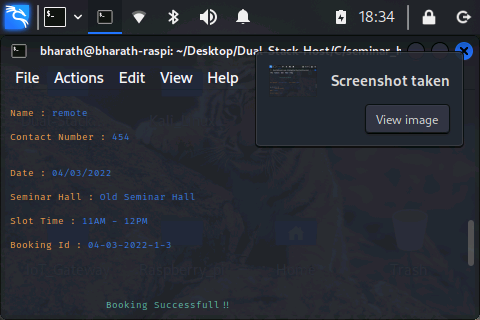 18:34
bharath@bharath-raspi: ~/Desktop/Dual_Stack_Host/C/seminar_h
File Actions Edit View Help
Screenshot taken
View image
Name : remote
Contact Number : 454
Date : 04/03/2022
Seminar Hall : Old Seminar Hall
Slot Time : 11AM - 12PM
Booking Id : 04-03-2022-1-3
Booking Successfull!!